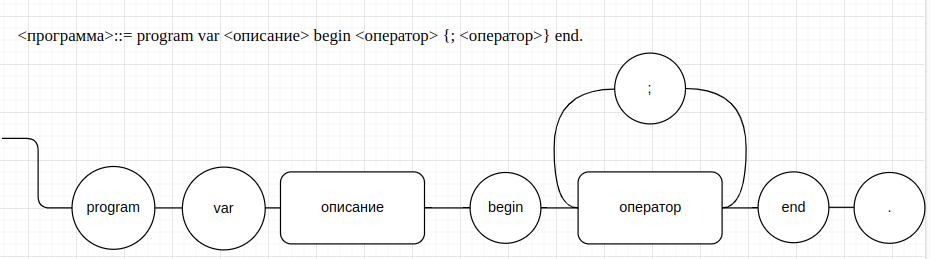 <программа>::= program var <описание> begin <оператор> {; <оператор>} end.
;
program var описание begin оператор end .